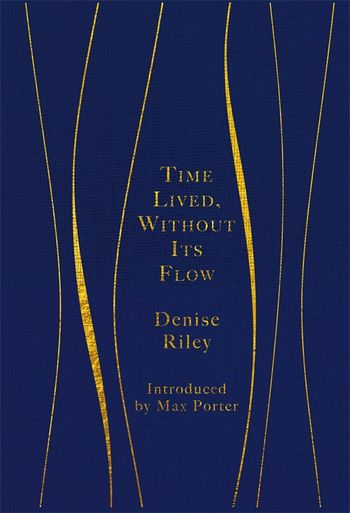 TIME
LIVED,
WITHOUT
ITS
FLOW
Denise
Riley
Introduced
by Max Porter